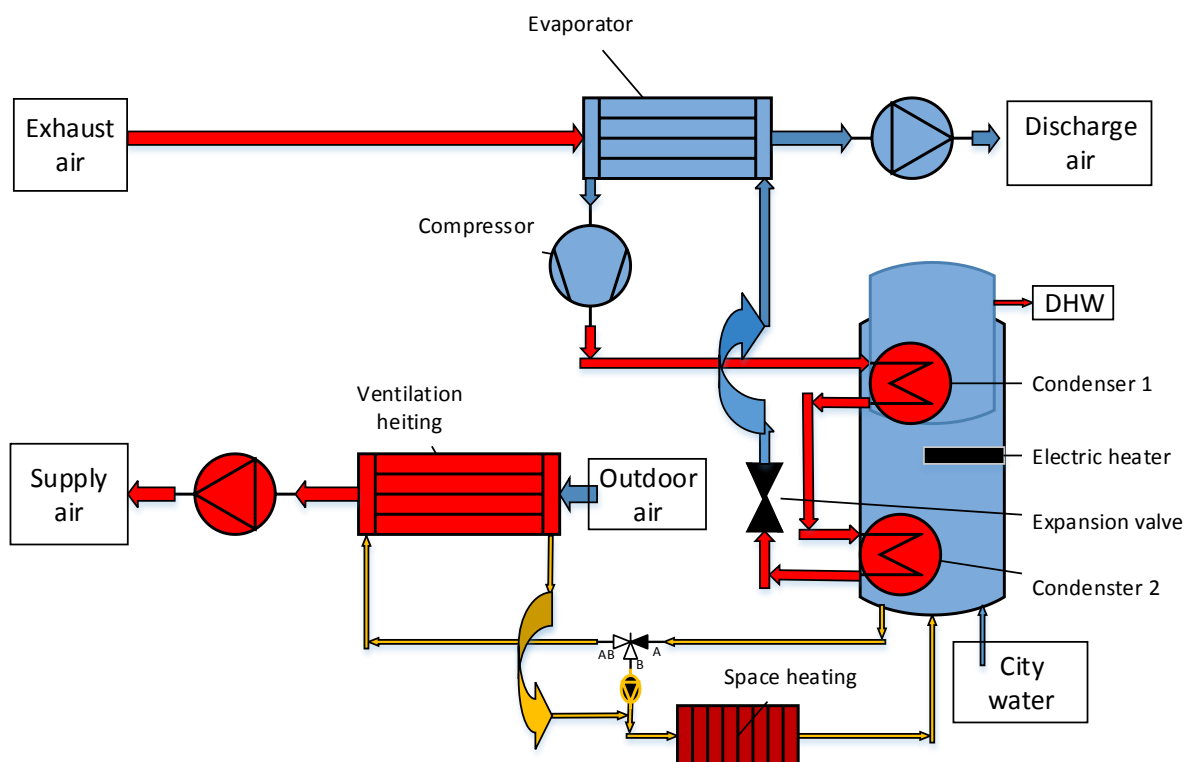 Evaporator
Exhaust
air
Discharge
air
Compressor
DHW
Ventilation
heiting
Condenser 1
Supply
air
Outdoor
air
Electric heater
Expansion valve
Condenster 2
AB
A
B
Space heating
City
water